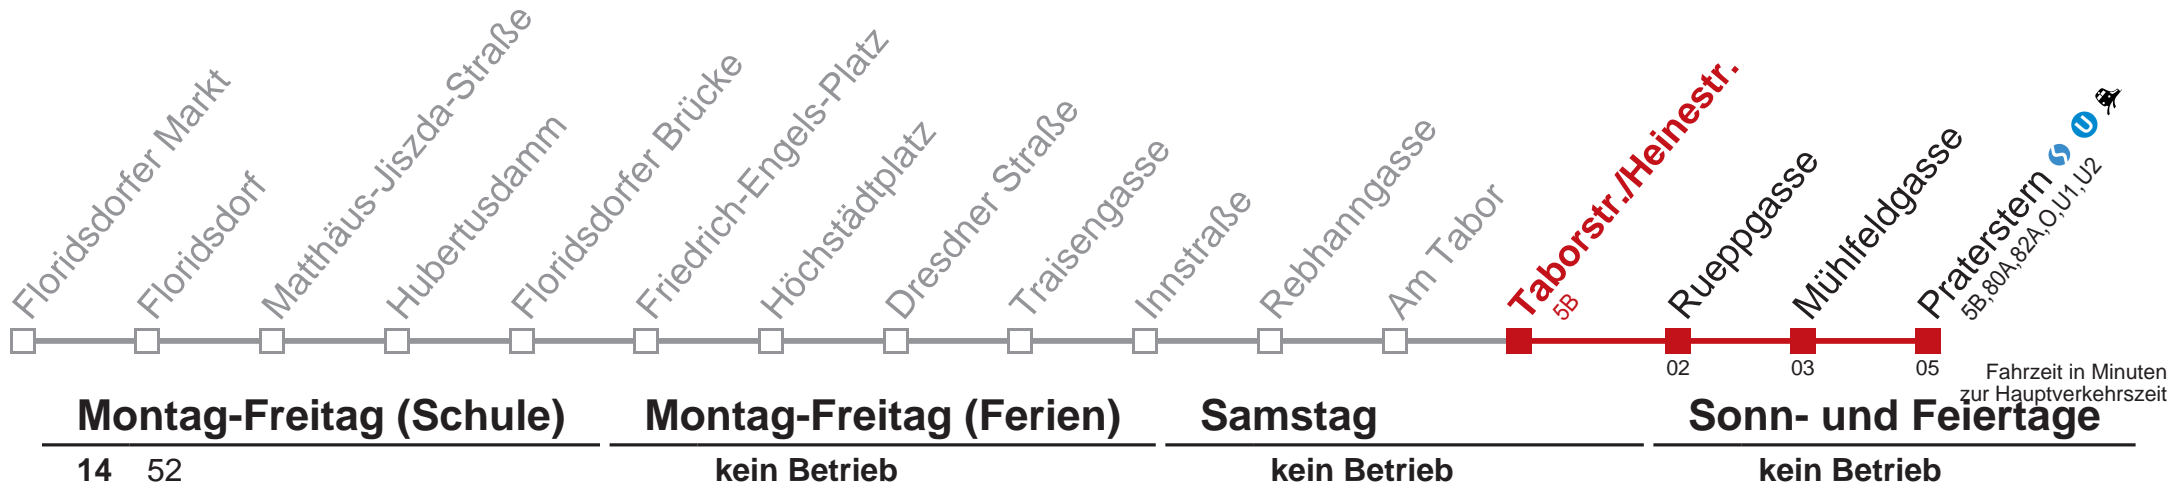 Floridsdorfer Markt
Floridsdorf
Matthäus-Jiszda-Straße
Hubertusdamm
Floridsdorfer Brücke
Friedrich-Engels-Platz
Höchstädtplatz
Dresdner Straße
Traisengasse
Innstraße
Rebhanngasse
Am Tabor
Taborstr./Heinestr.
5B
Rueppgasse
Mühlfeldgasse
Praterstern S U
5B,80A,82A,O,U1,U2
02 03 05
Fahrzeit in Minuten
zur Hauptverkehrszeit
Montag-Freitag (Schule) Montag-Freitag (Ferien) Samstag Sonn- und Feiertage
14 52 kein Betrieb kein Betrieb kein Betrieb